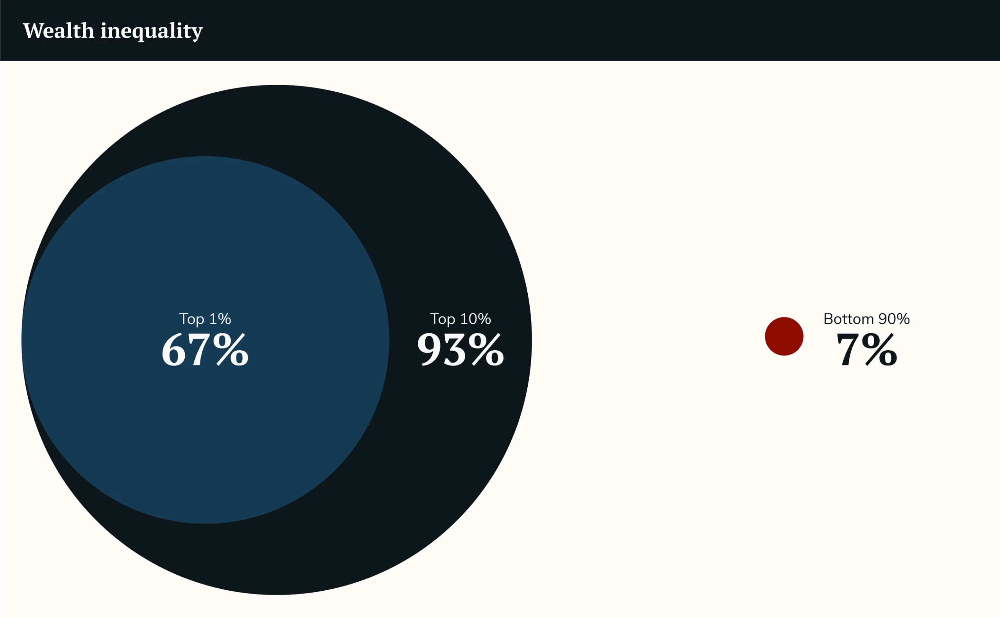 Wealth inequality
Top 1%
67%
Top 10%
93%
Bottom 90%
7%